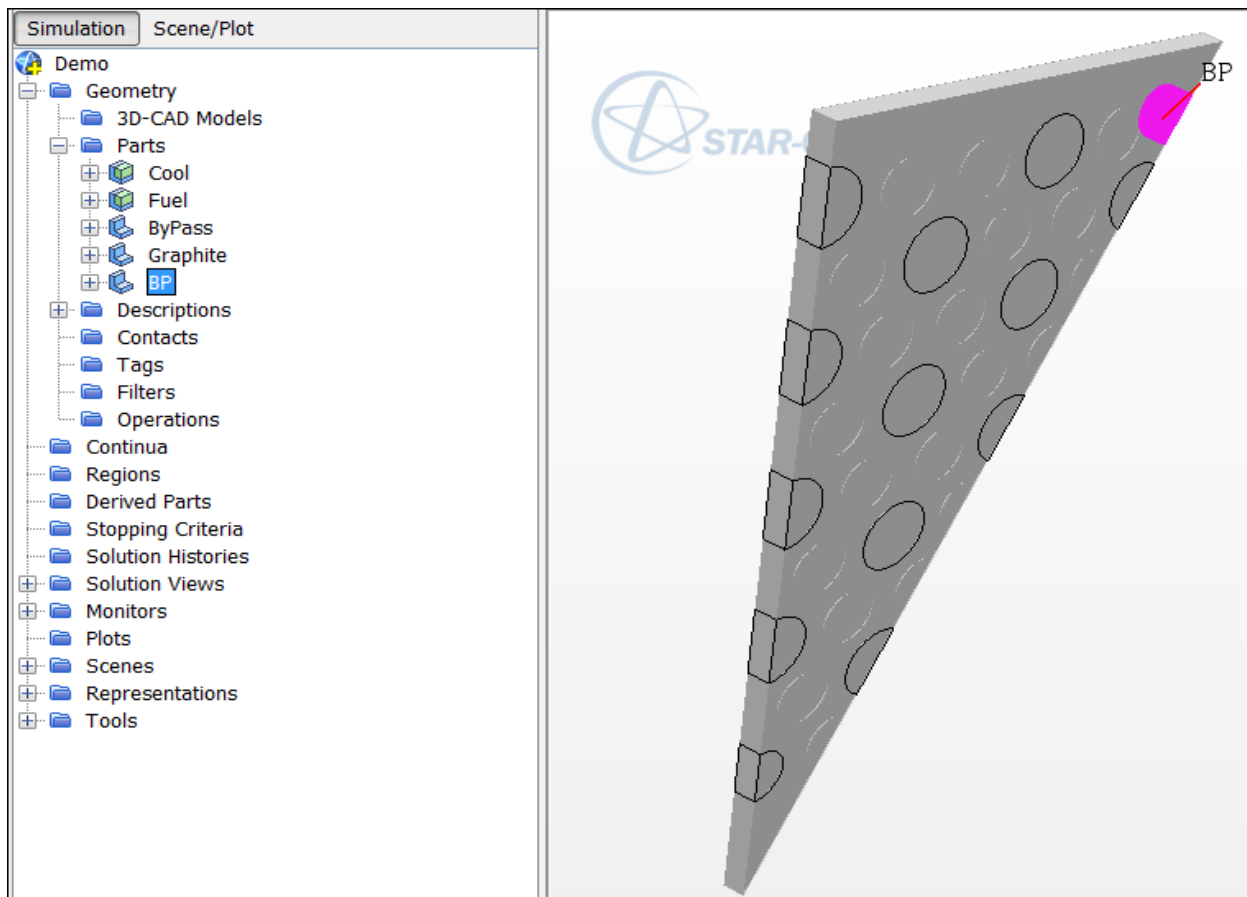 Simulation Scene/Plot
Demo
Geometry
3D-CAD Models
Parts
Cool
Fuel
ByPass
Graphite
BP
Descriptions
Contacts
Tags
Filters
Operations
Continua
Regions
Derived Parts
Stopping Criteria
Solution Histories
Solution Views
Monitors
Plots
Scenes
Representations
Tools
BP
STAR-